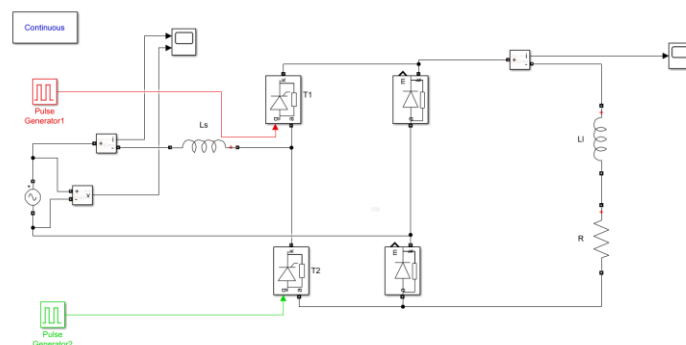 Continuous
Pulse
Generator1
Ls
T1
E
i
+
-
i
+
-
Ll
+
v
-
R
E
T2
Pulse
Generator2